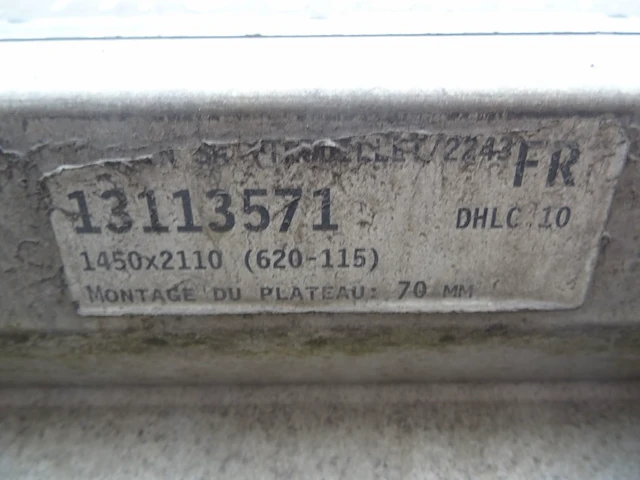 FR
13113571 DHLC 10
1450x2110 (620-115)
MONTAGE DU PLATEAU: 70 MM